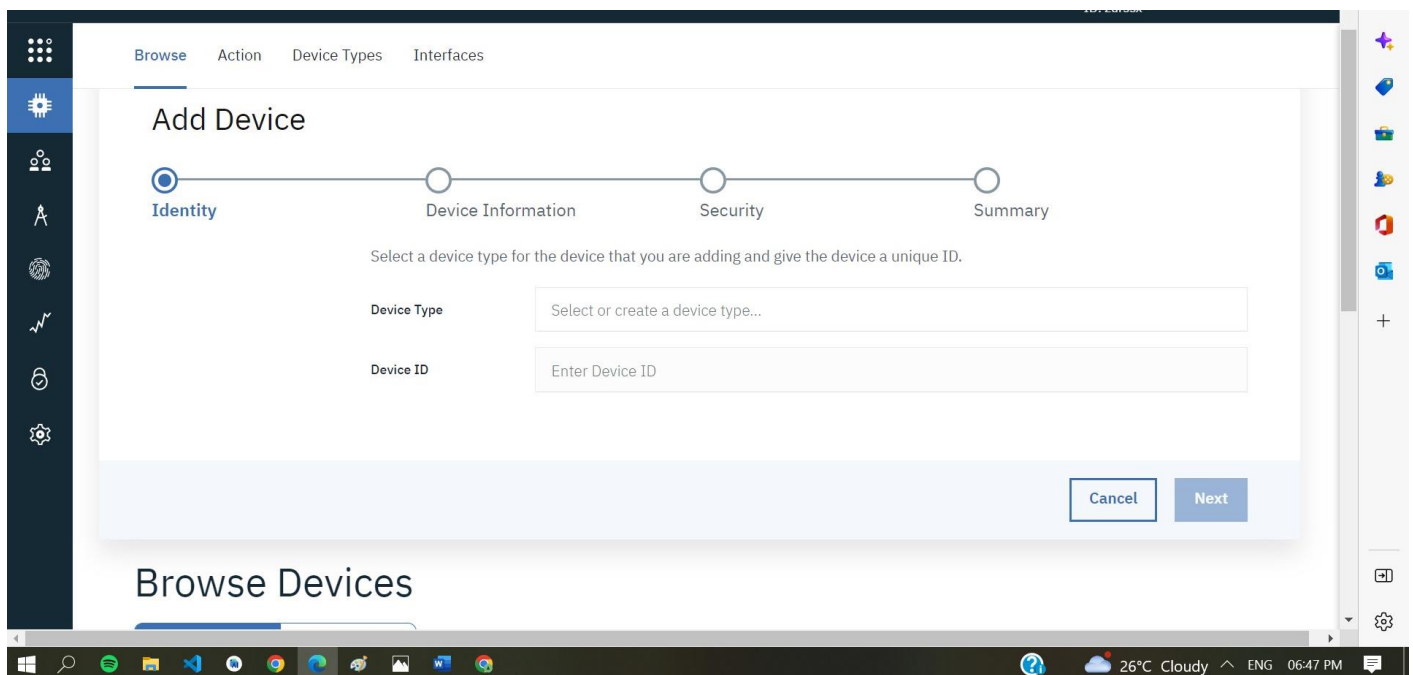 Browse Action Device Types Interfaces
Add Device
Identity Device Information Security Summary
Select a device type for the device that you are adding and give the device a unique ID.
Device Type Select or create a device type...
Device ID Enter Device ID
Cancel Next
Browse Devices
26°C Cloudy ENG 06:47 PM